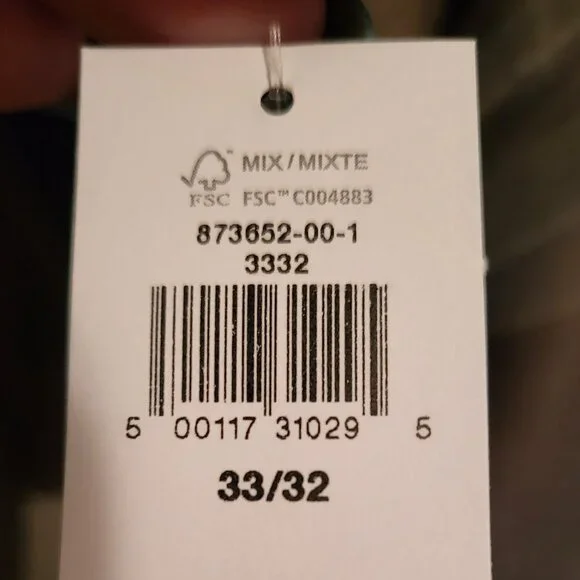 MIX/MIXTE
FSC FSC™ C004883
873652-00-1
3332
5 00117 31029 5
33/32